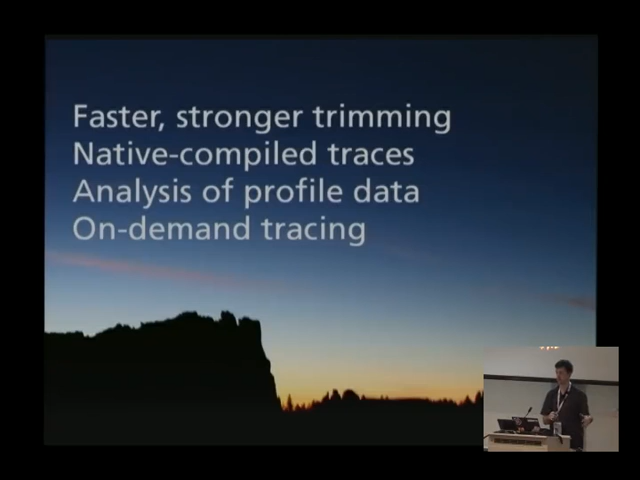 Faster, stronger trimming
Native-compiled traces
Analysis of profile data
On-demand tracing